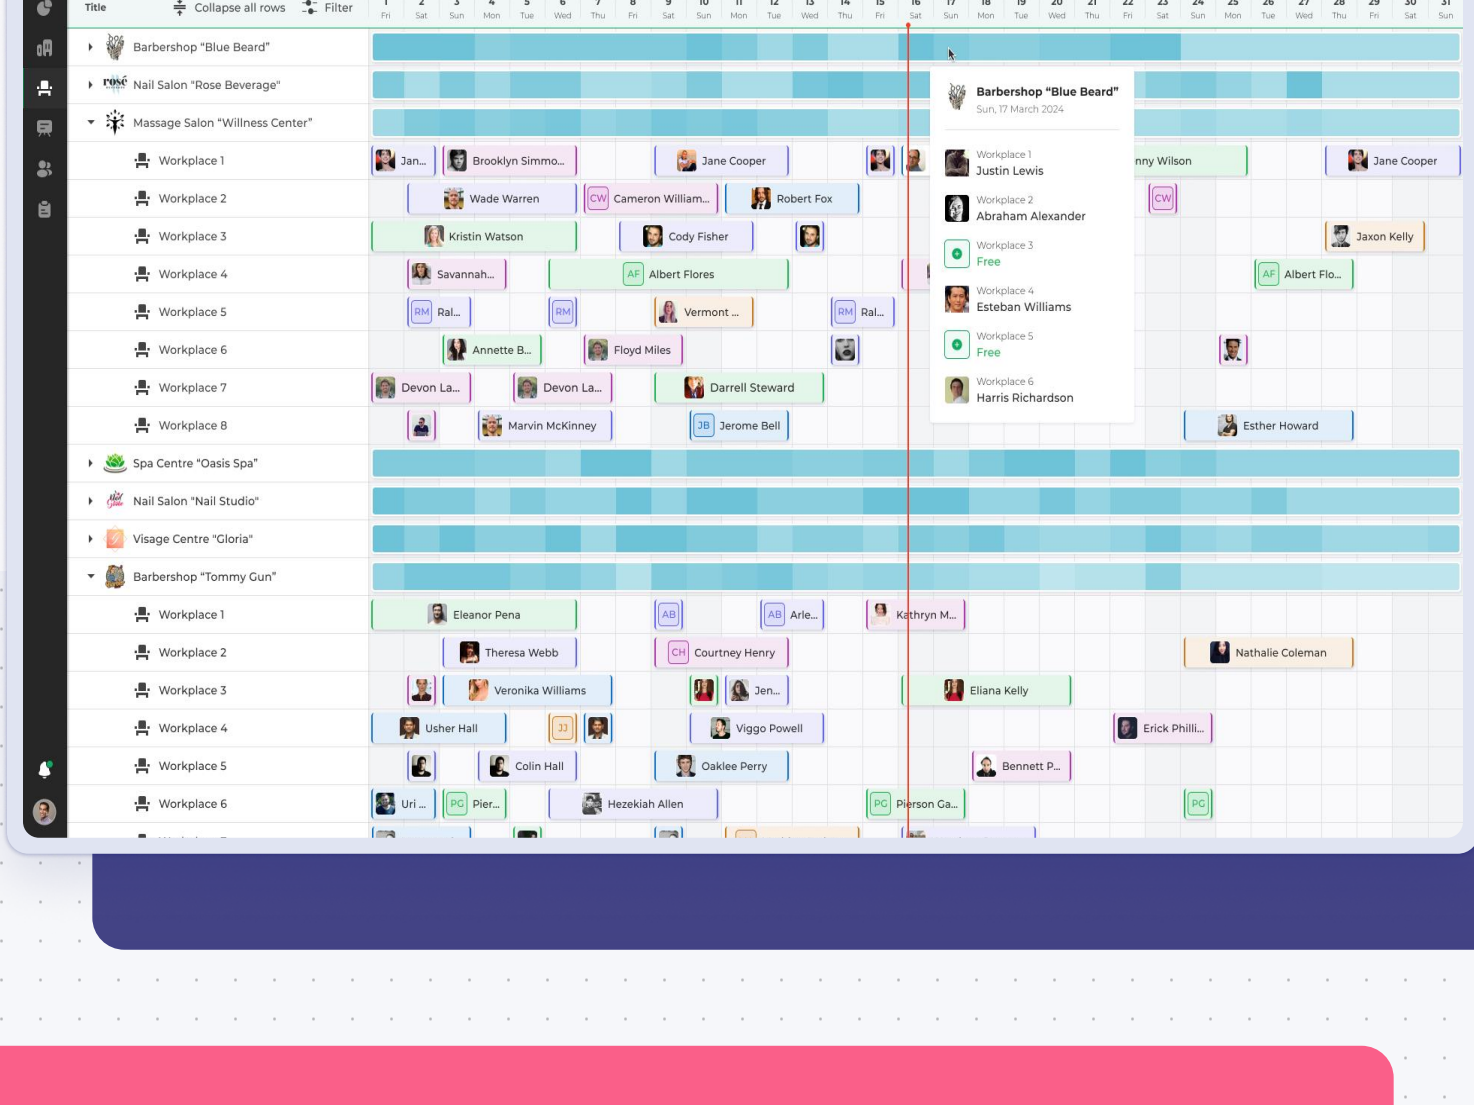 Title Collapse all rows Filter
1 2 3 4 5 6 7 8 9 10 11 12 13 14 15 16 17 18 19 20 21 22 23 24 25 26 27 28 29 30 31
Fri Sat Sun Mon Tue Wed Thu Fri Sat Sun Mon Tue Wed Thu Fri Sat Sun Mon Tue Wed Thu Fri Sat Sun Mon Tue Wed Thu Fri Sat Sun
Barbershop “Blue Beard”
rosé Nail Salon "Rose Beverage"
Massage Salon “Willness Center”
Workplace 1 Jan... Brooklyn Simmo... Jane Cooper nny Wilson Jane Cooper
Workplace 2 Wade Warren CW Cameron William... Robert Fox CW
Workplace 3 Kristin Watson Cody Fisher Jaxon Kelly
Workplace 4 Savannah... AF Albert Flores AF Albert Flo...
Workplace 5 RM Ral... RM Vermont ... RM Ral...
Workplace 6 Annette B... Floyd Miles
Workplace 7 Devon La... Devon La... Darrell Steward
Workplace 8 Marvin McKinney JB Jerome Bell Esther Howard
Barbershop “Blue Beard”
Sun, 17 March 2024
Workplace 1
Justin Lewis
Workplace 2
Abraham Alexander
Workplace 3
Free
Workplace 4
Esteban Williams
Workplace 5
Free
Workplace 6
Harris Richardson
Spa Centre “Oasis Spa”
Nail Salon "Nail Studio"
Visage Centre "Gloria"
Barbershop “Tommy Gun”
Workplace 1 Eleanor Pena AB AB Arle... Kathryn M...
Workplace 2 Theresa Webb CH Courtney Henry Nathalie Coleman
Workplace 3 Veronika Williams Jen... Eliana Kelly
Workplace 4 Usher Hall JJ Viggo Powell Erick Philli...
Workplace 5 Colin Hall Oaklee Perry Bennett P...
Workplace 6 Uri ... PG Pier... Hezekiah Allen PG Pierson Ga... PG